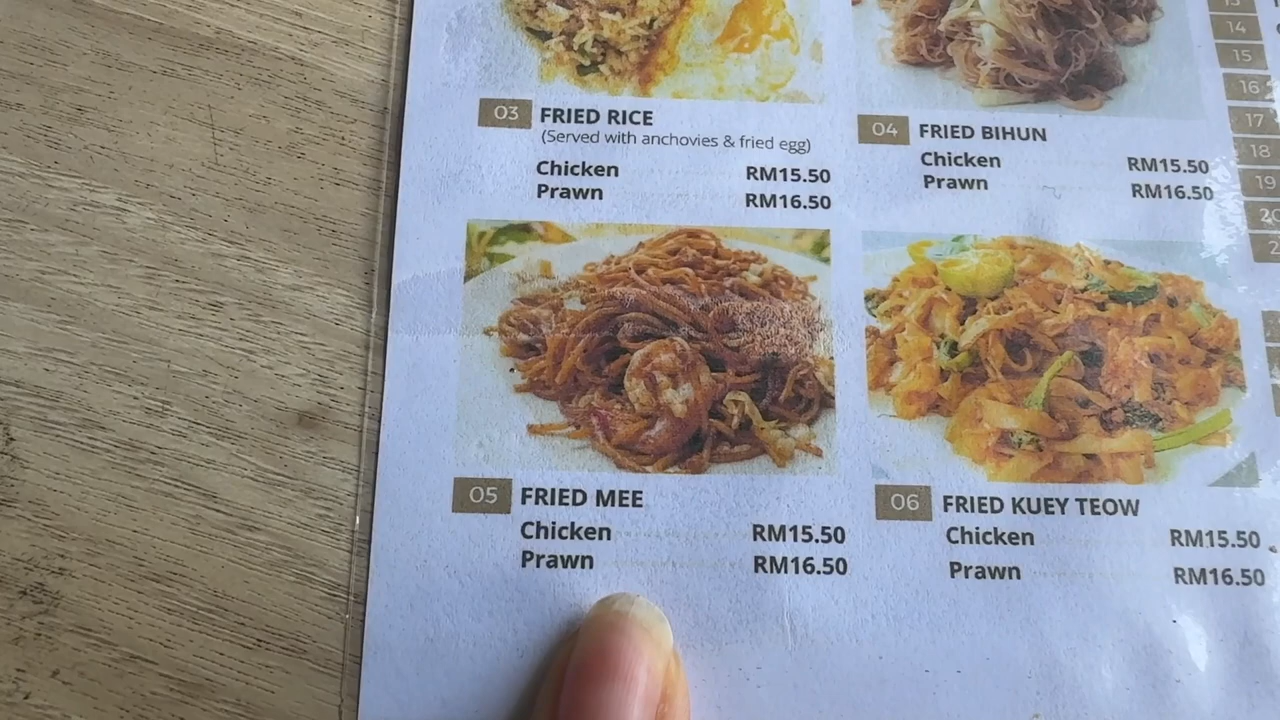 03 FRIED RICE
(Served with anchovies & fried egg)
Chicken RM15.50
Prawn RM16.50
04 FRIED BIHUN
Chicken RM15.50
Prawn RM16.50
05 FRIED MEE
Chicken RM15.50
Prawn RM16.50
06 FRIED KUEY TEOW
Chicken RM15.50
Prawn RM16.50
14
15
16
17
18
19